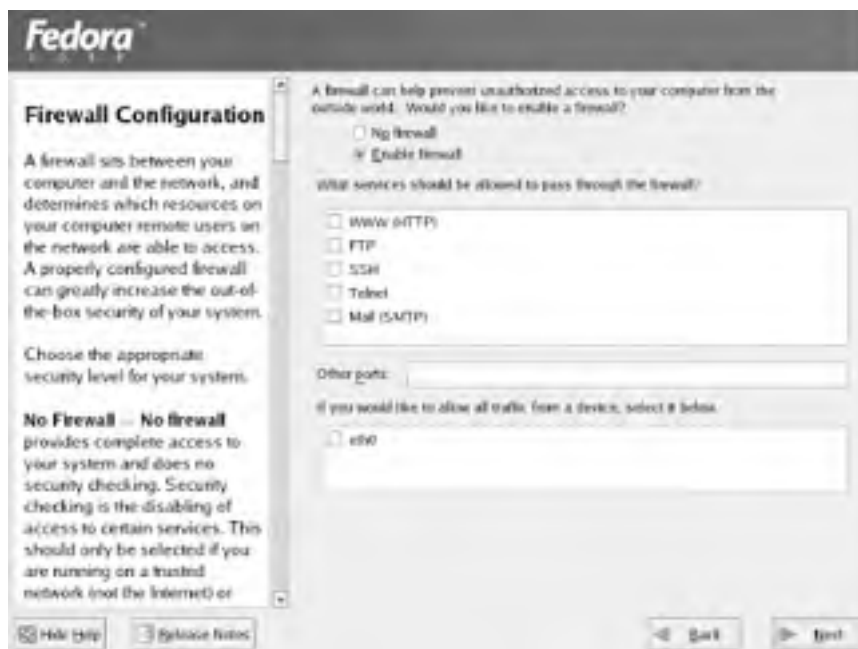 Fedora
CORE
Firewall Configuration
A firewall sits between your
computer and the network, and
determines which resources on
your computer remote users on
the network are able to access.
A properly configured firewall
can greatly increase the out-of-
the-box security of your system.
Choose the appropriate
security level for your system.
No Firewall — No firewall
provides complete access to
your system and does no
security checking. Security
checking is the disabling of
access to certain services. This
should only be selected if you
are running on a trusted
network (not the Internet) or
A firewall can help prevent unauthorized access to your computer from the
outside world. Would you like to enable a firewall?
No firewall
Enable firewall
What services should be allowed to pass through the firewall?
WWW (HTTP)
FTP
SSH
Telnet
Mail (SMTP)
Other ports:
If you would like to allow all traffic from a device, select it below.
eth0
Hide Help
Release Notes
Back
Next